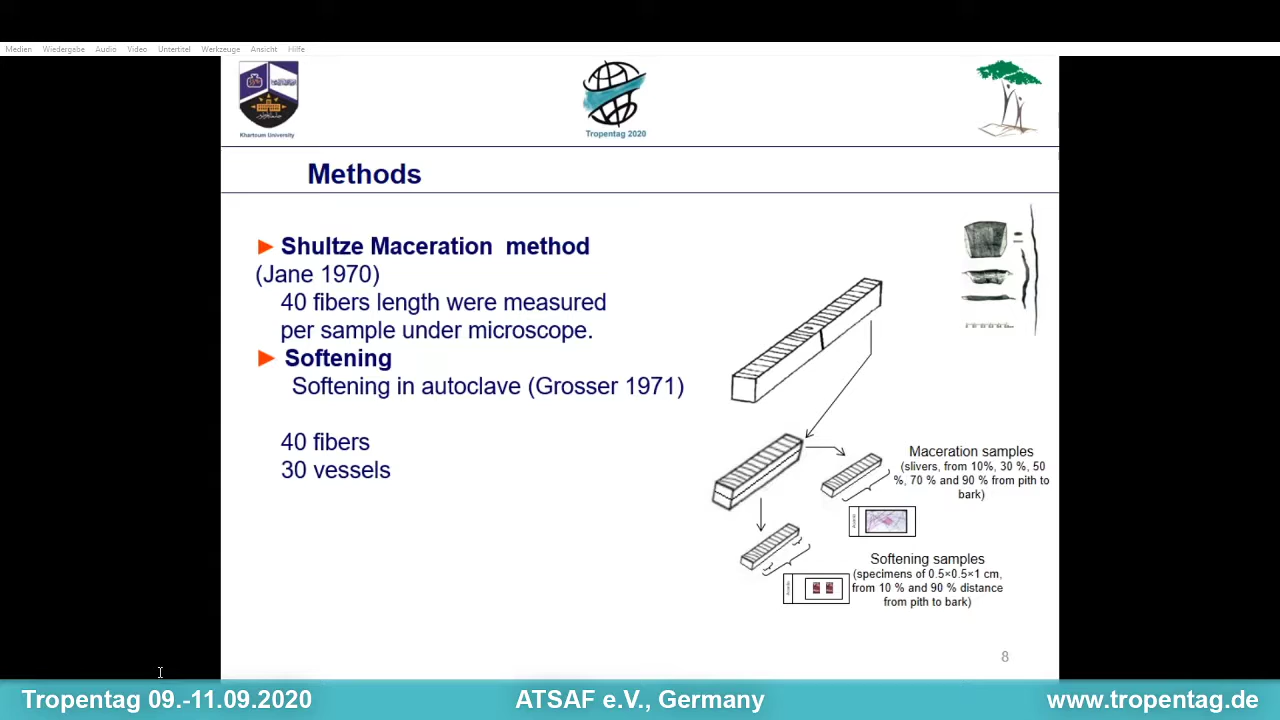 Medien Wiedergabe Audio Video Untertitel Werkzeuge Ansicht Hilfe
Khartoum University
Tropentag 2020
Methods
► Shultze Maceration method
(Jane 1970)
40 fibers length were measured
per sample under microscope.
► Softening
Softening in autoclave (Grosser 1971)
40 fibers
30 vessels
Maceration samples
(slivers, from 10%, 30 %, 50
%, 70 % and 90 % from pith to
bark)
Softening samples
(specimens of 0.5×0.5×1 cm,
from 10 % and 90 % distance
from pith to bark)
8
Tropentag 09.-11.09.2020 ATSAF e.V., Germany www.tropentag.de